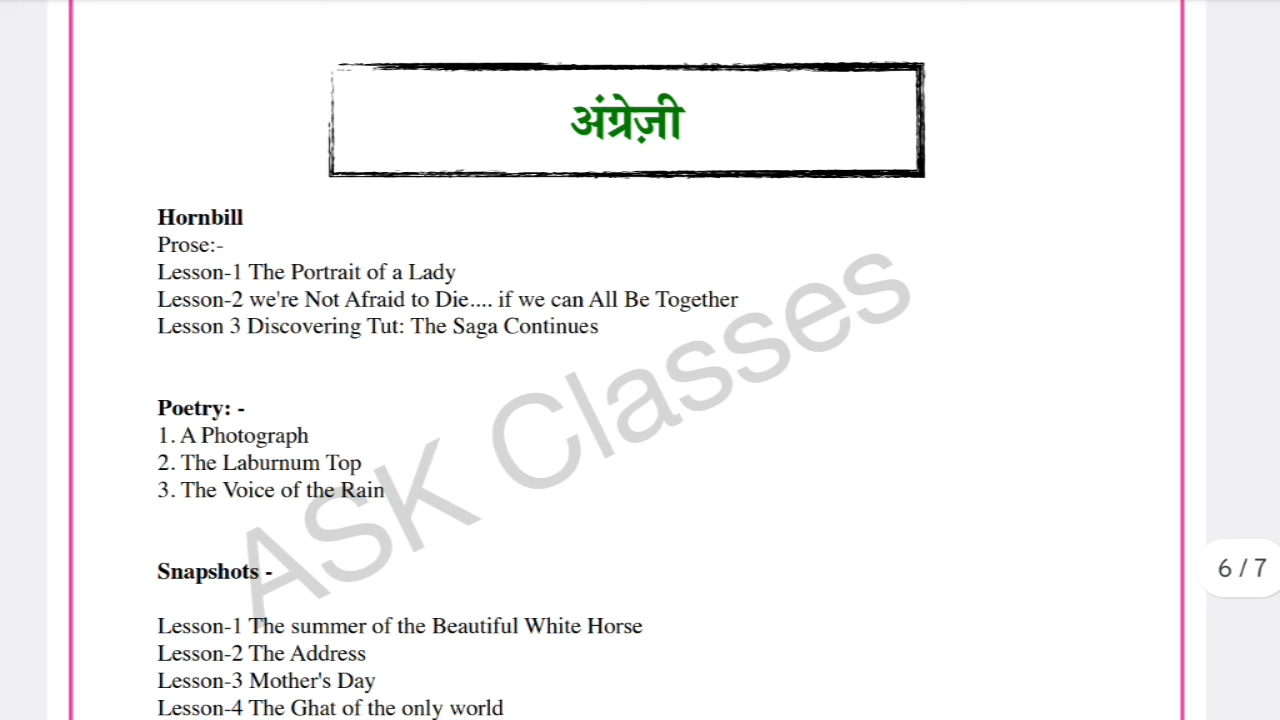 अंग्रेज़ी
Hornbill
Prose:-
Lesson-1 The Portrait of a Lady
Lesson-2 we're Not Afraid to Die.... if we can All Be Together
Lesson 3 Discovering Tut: The Saga Continues
Poetry: -
1. A Photograph
2. The Laburnum Top
3. The Voice of the Rain
ASK Classes
Snapshots -
6 / 7
Lesson-1 The summer of the Beautiful White Horse
Lesson-2 The Address
Lesson-3 Mother's Day
Lesson-4 The Ghat of the only world